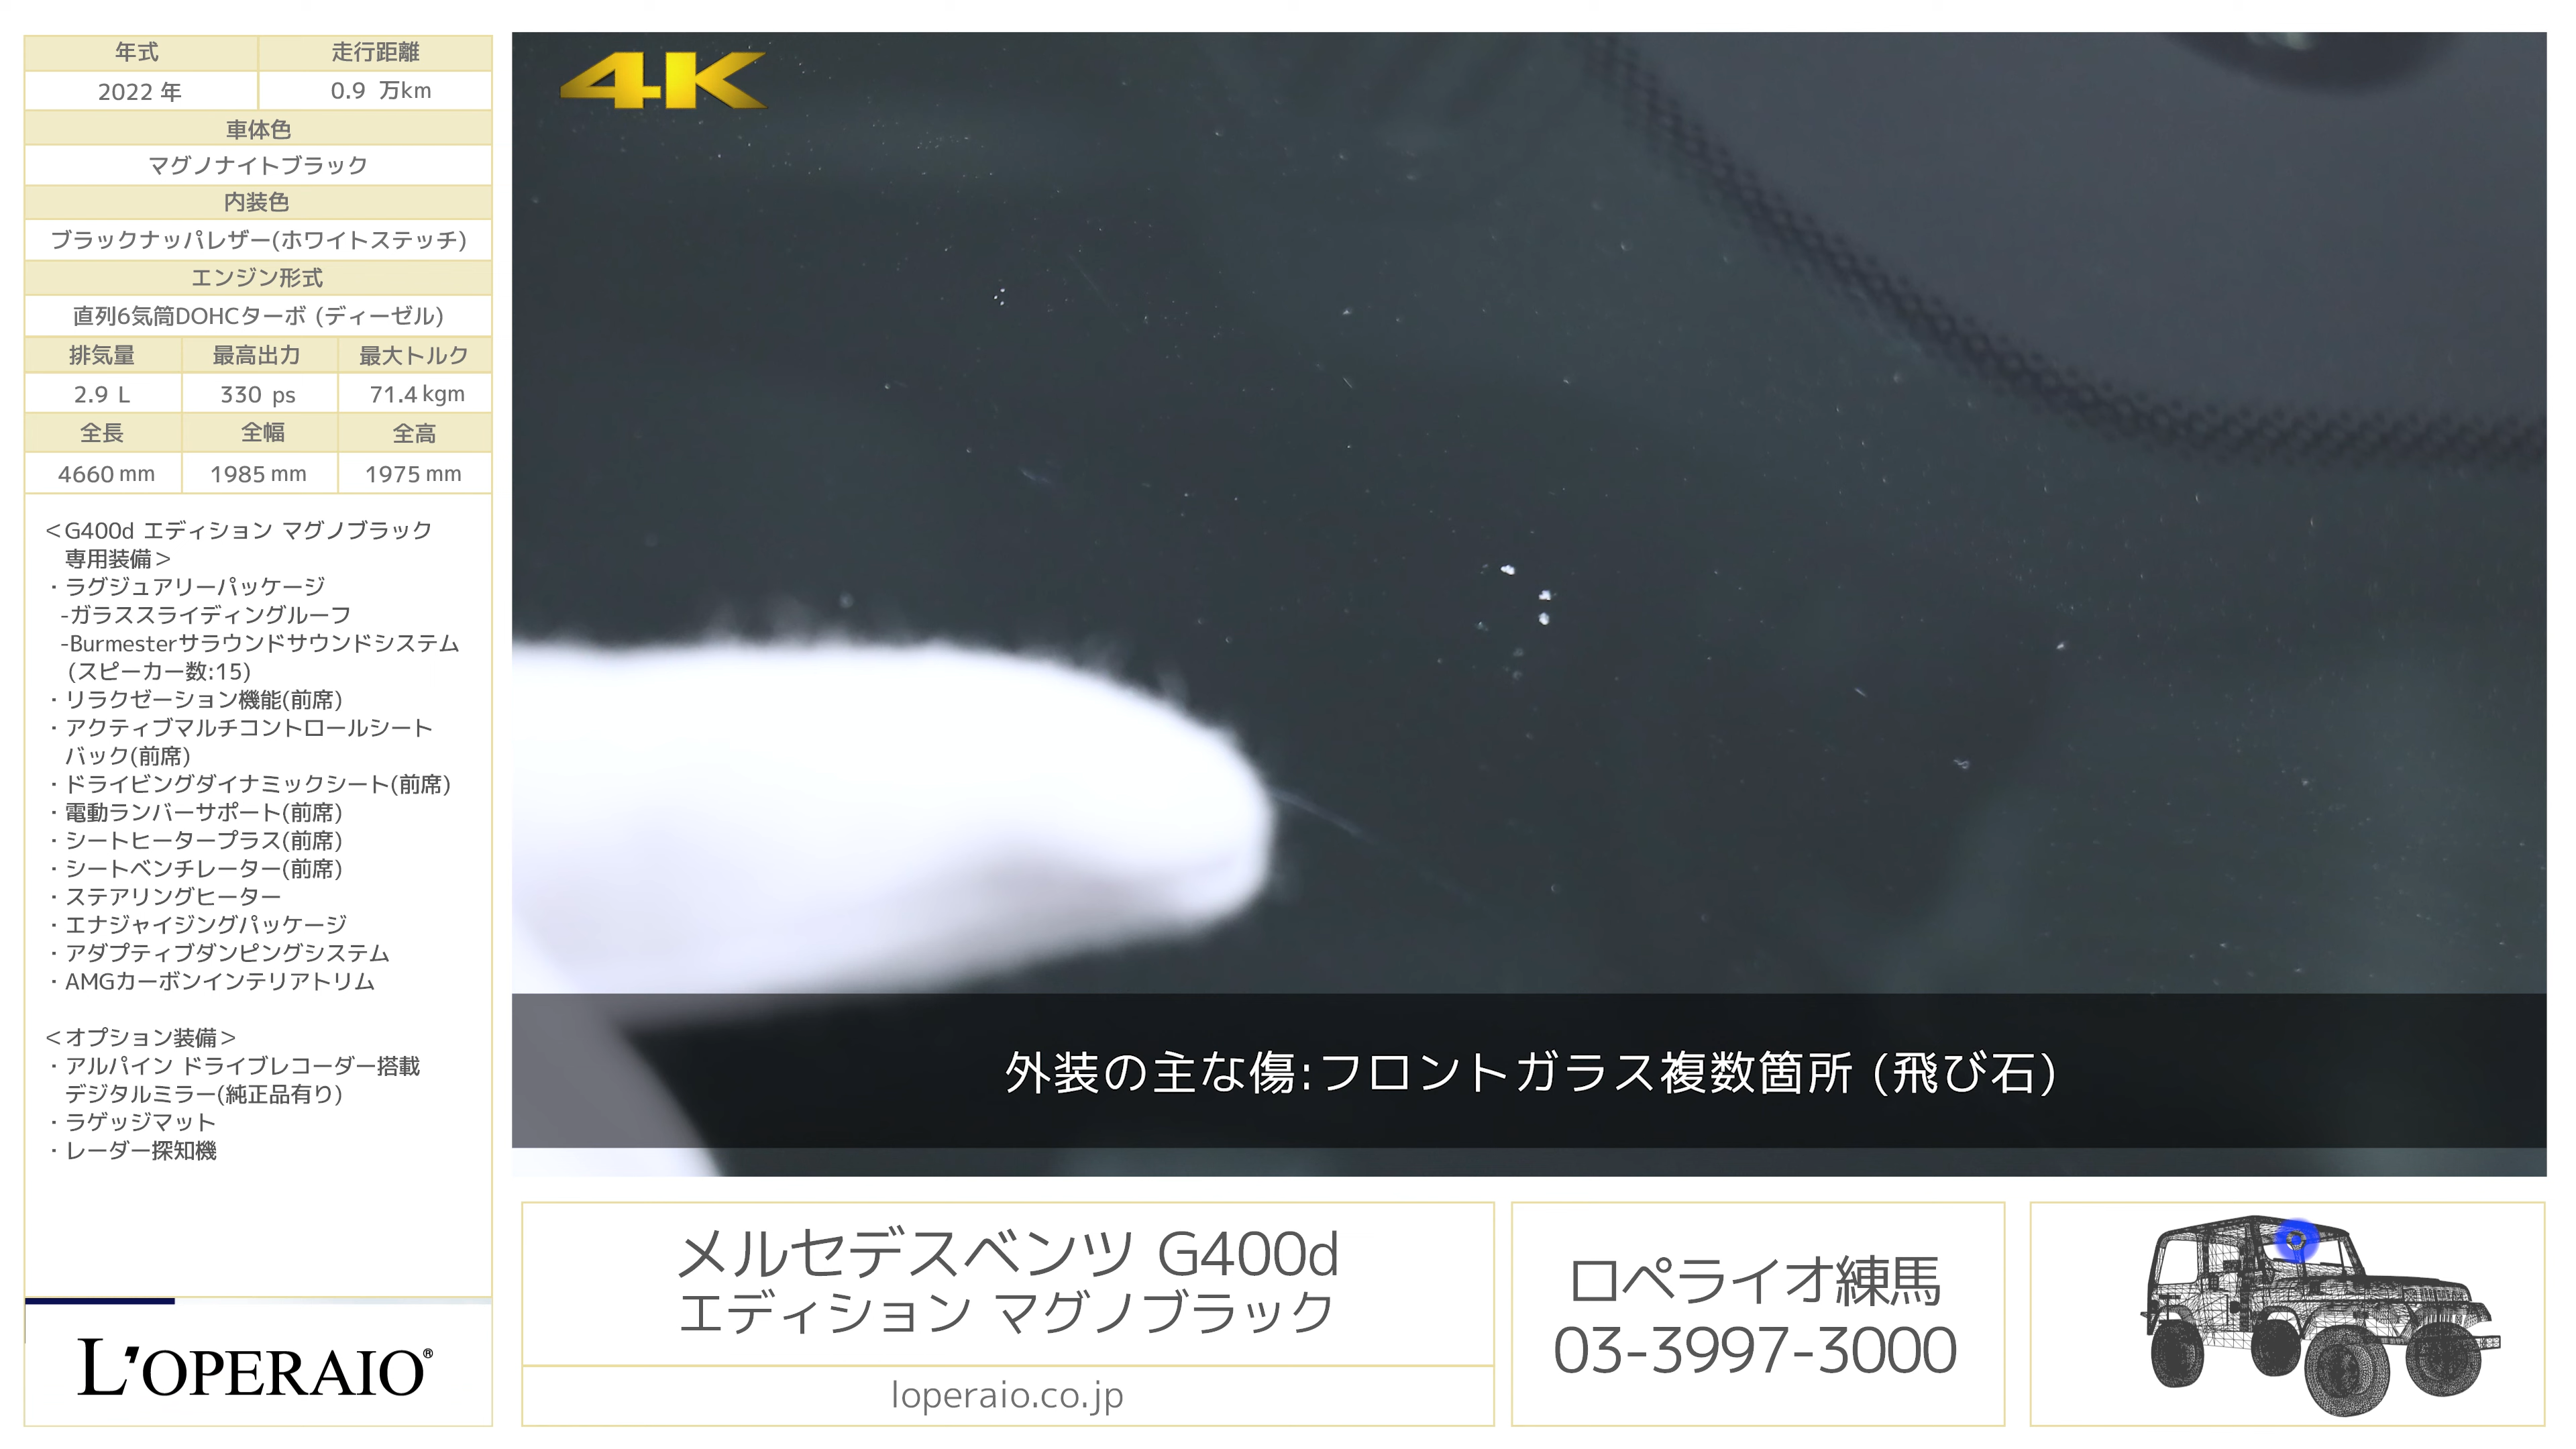 年式 走行距離
2022 年 0.9 万km
車体色
マグノナイトブラック
内装色
ブラックナッパレザー(ホワイトステッチ)
エンジン形式
直列6気筒DOHCターボ (ディーゼル)
排気量 最高出力 最大トルク
2.9 L 330 ps 71.4 kgm
全長 全幅 全高
4660 mm 1985 mm 1975 mm
<G400d エディション マグノブラック
専用装備>
・ラグジュアリーパッケージ
-ガラススライディングルーフ
-Burmesterサラウンドサウンドシステム
(スピーカー数:15)
・リラクゼーション機能(前席)
・アクティブマルチコントロールシート
バック(前席)
・ドライビングダイナミックシート(前席)
・電動ランバーサポート(前席)
・シートヒータープラス(前席)
・シートベンチレーター(前席)
・ステアリングヒーター
・エナジャイジングパッケージ
・アダプティブダンピングシステム
・AMGカーボンインテリアトリム
<オプション装備>
・アルパイン ドライブレコーダー搭載
デジタルミラー(純正品有り)
・ラゲッジマット
・レーダー探知機
L'OPERAIO®
4K
外装の主な傷:フロントガラス複数箇所 (飛び石)
メルセデスベンツ G400d
エディション マグノブラック
loperaio.co.jp
ロペライオ練馬
03-3997-3000